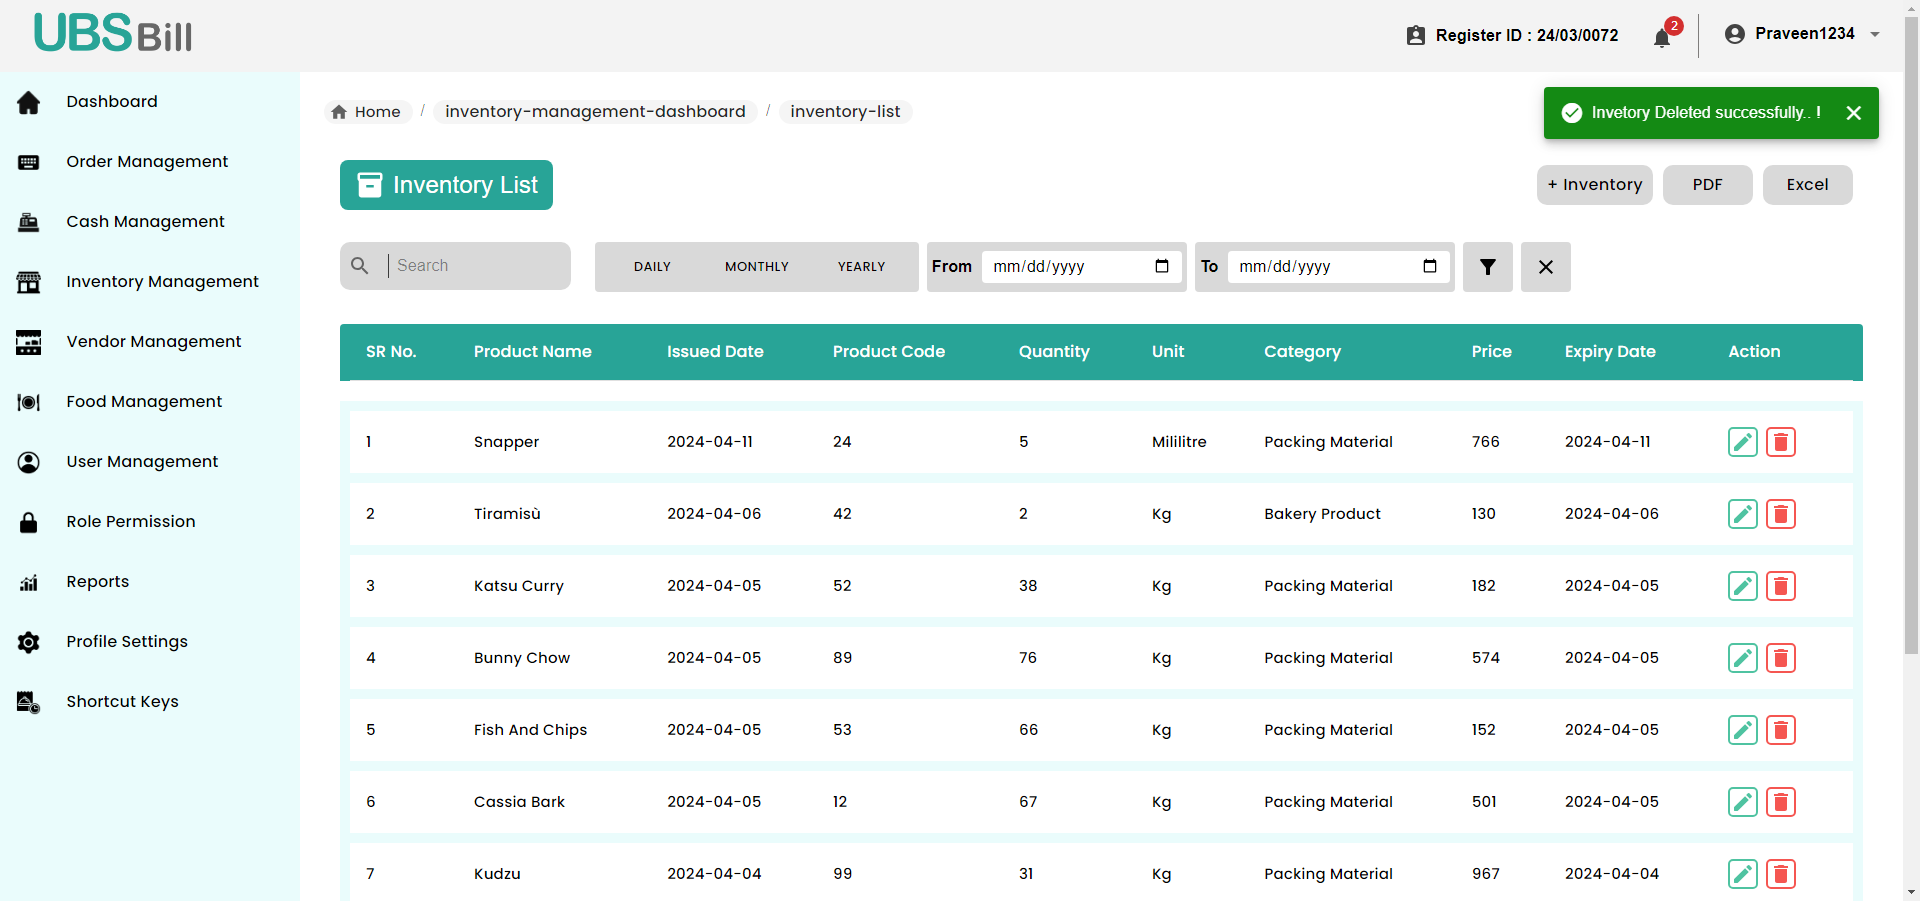 UBS Bill
Register ID : 24/03/0072
2
Praveen1234
Dashboard
Order Management
Cash Management
Inventory Management
Vendor Management
Food Management
User Management
Role Permission
Reports
Profile Settings
Shortcut Keys
Home / inventory-management-dashboard / inventory-list
Invetory Deleted successfully.. !
Inventory List
+ Inventory PDF Excel
Search DAILY MONTHLY YEARLY From mm/dd/yyyy To mm/dd/yyyy
SR No. Product Name Issued Date Product Code Quantity Unit Category Price Expiry Date Action
1 Snapper 2024-04-11 24 5 Mililitre Packing Material 766 2024-04-11
2 Tiramisù 2024-04-06 42 2 Kg Bakery Product 130 2024-04-06
3 Katsu Curry 2024-04-05 52 38 Kg Packing Material 182 2024-04-05
4 Bunny Chow 2024-04-05 89 76 Kg Packing Material 574 2024-04-05
5 Fish And Chips 2024-04-05 53 66 Kg Packing Material 152 2024-04-05
6 Cassia Bark 2024-04-05 12 67 Kg Packing Material 501 2024-04-05
7 Kudzu 2024-04-04 99 31 Kg Packing Material 967 2024-04-04